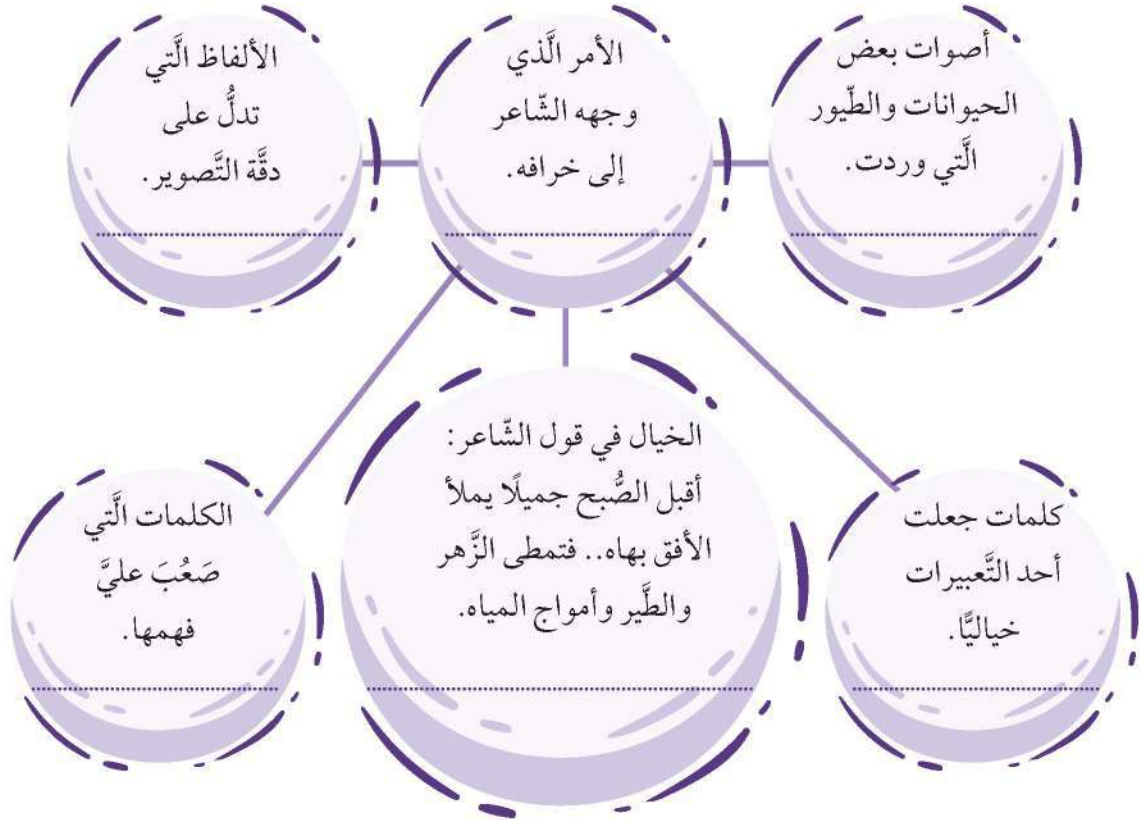 أصوات بعض
الحيوانات والطّيور
الَّتي وردت.
الأمر الَّذي
وجهه الشّاعر
إلى خرافه.
الألفاظ الَّتي
تدلُّ على
دقَّة التَّصوير.
كلمات جعلت
أحد التَّعبيرات
خياليًّا.
الخيال في قول الشّاعر:
أقبل الصُّبح جميلًا يملأ
الأفق بهاه.. فتمطى الزَّهر
والطَّير وأمواج المياه.
الكلمات الَّتي
صَعُبَ عليَّ
فهمها.